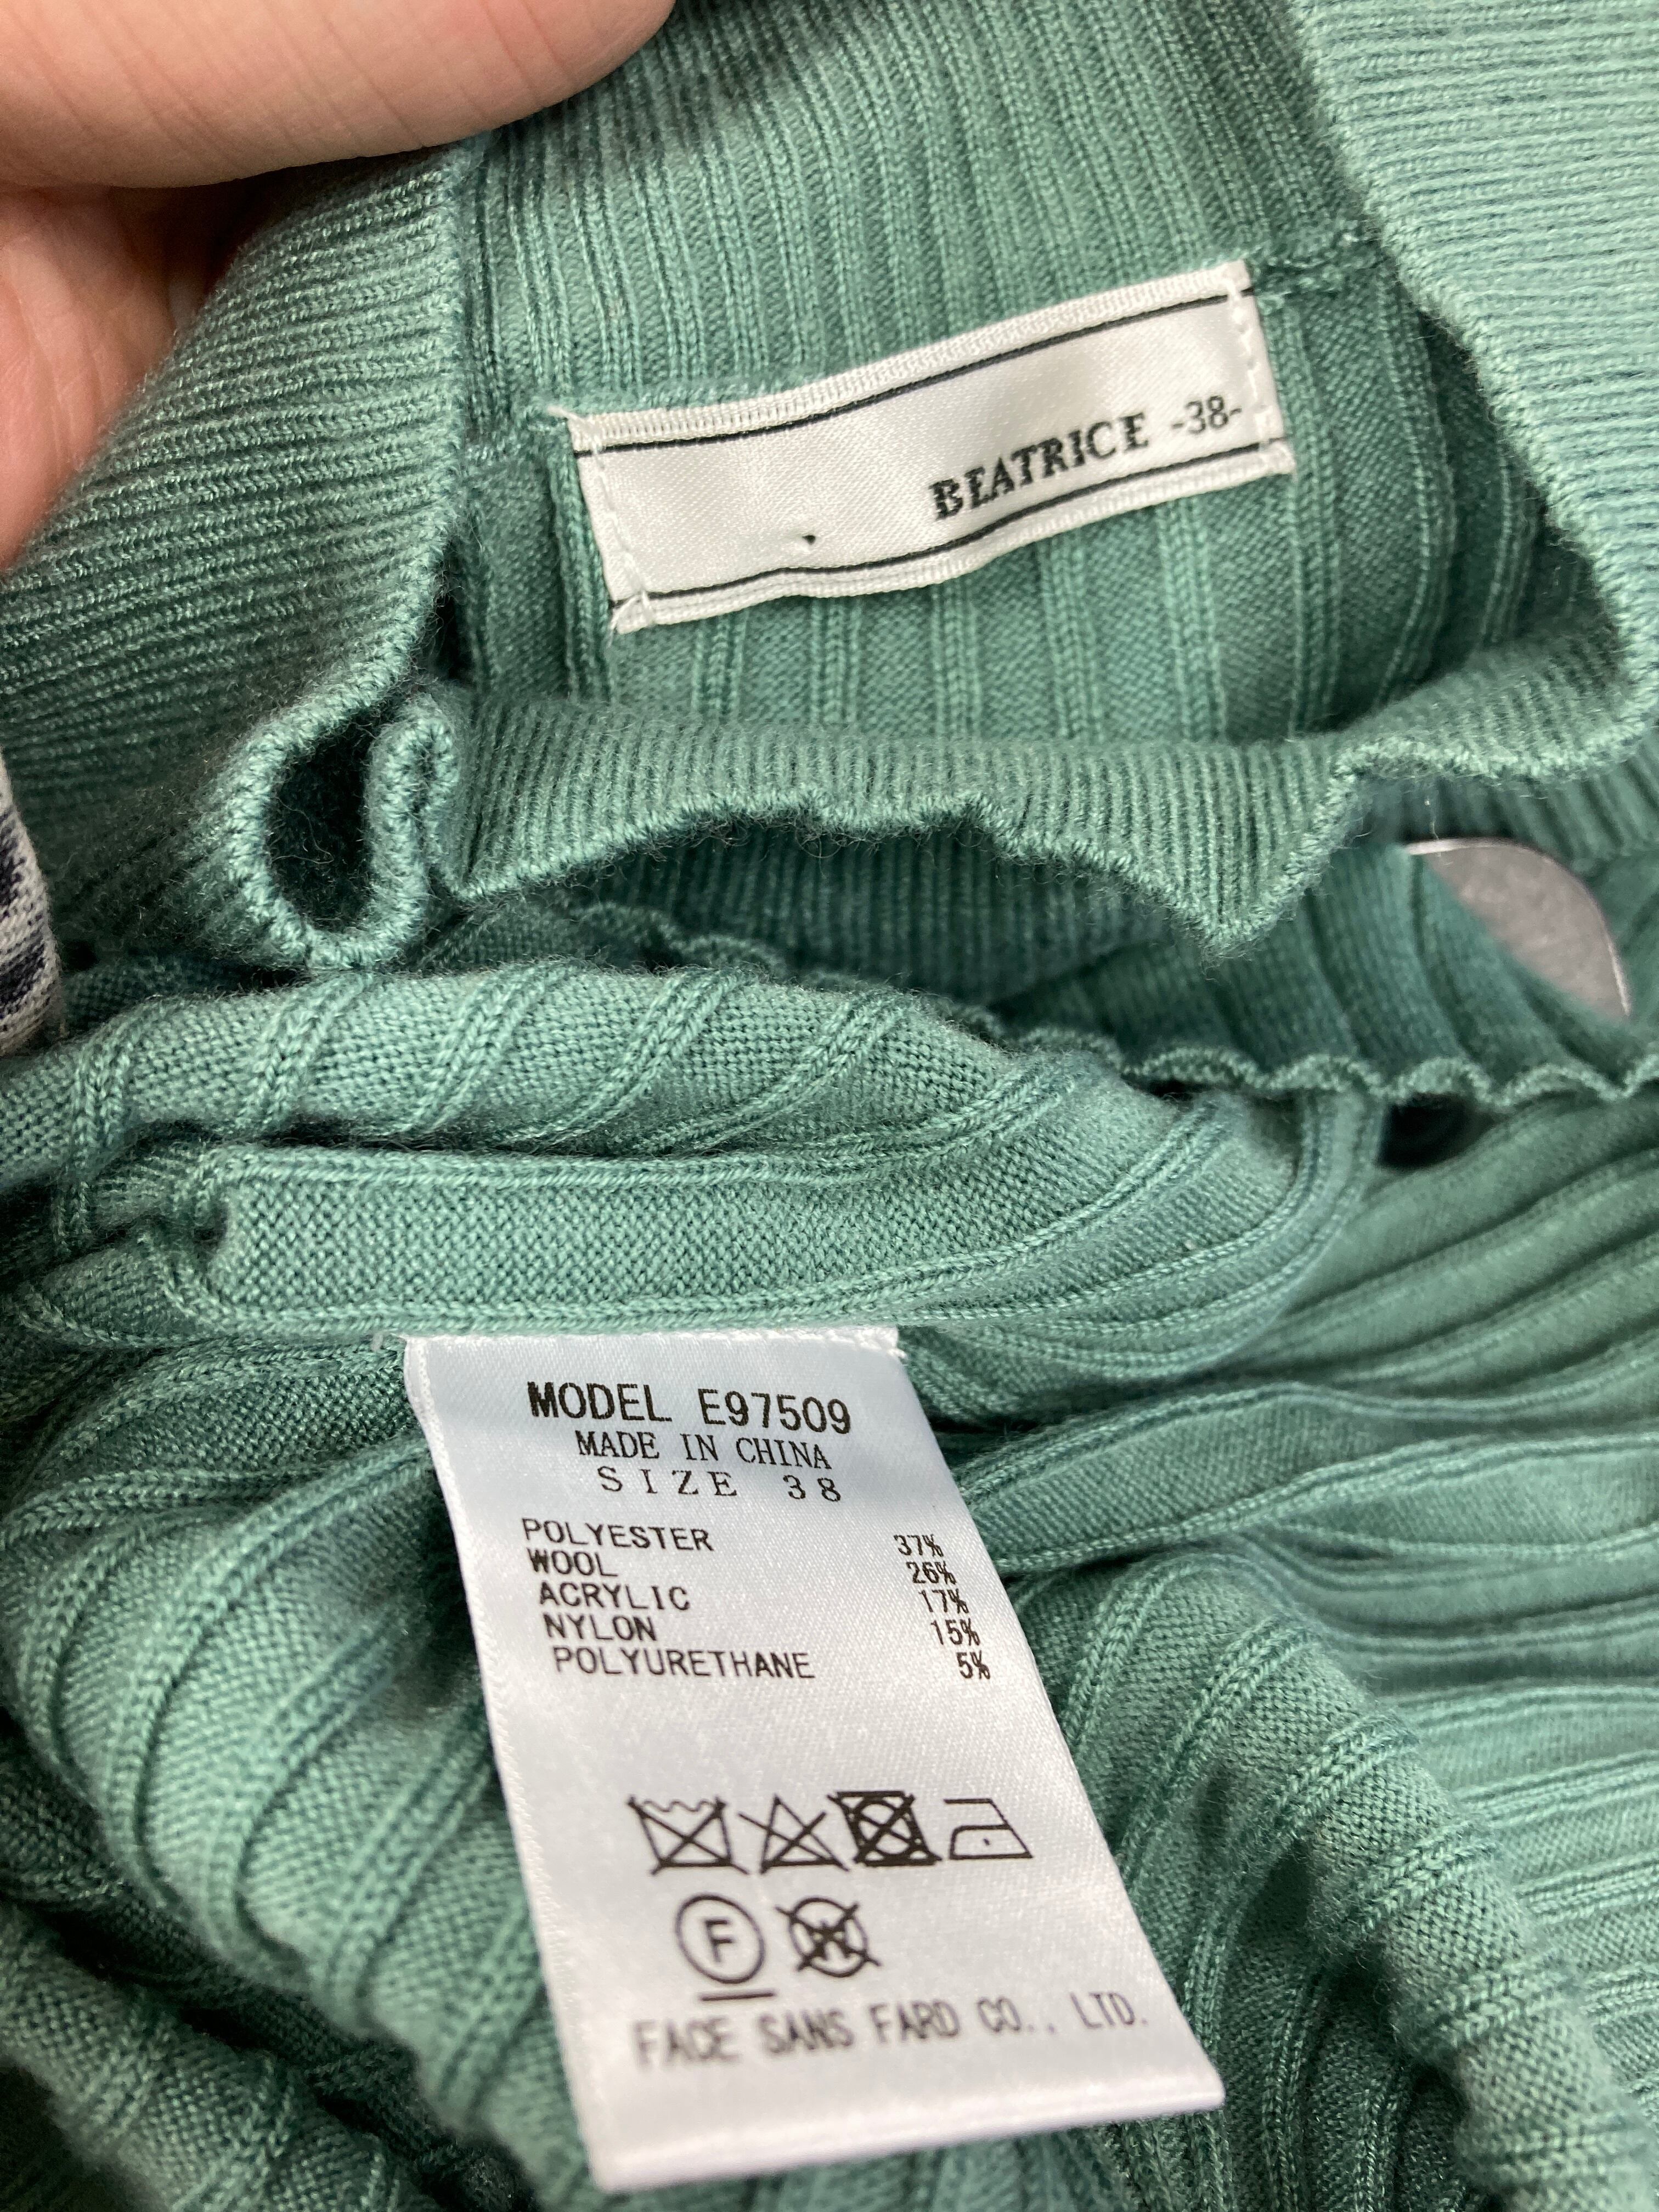 BEATRICE -38-
MODEL E97509
MADE IN CHINA
SIZE 38
POLYESTER 37%
WOOL 26%
ACRYLIC 17%
NYLON 15%
POLYURETHANE 5%
F W
FACE SANS FARD CO., LTD.